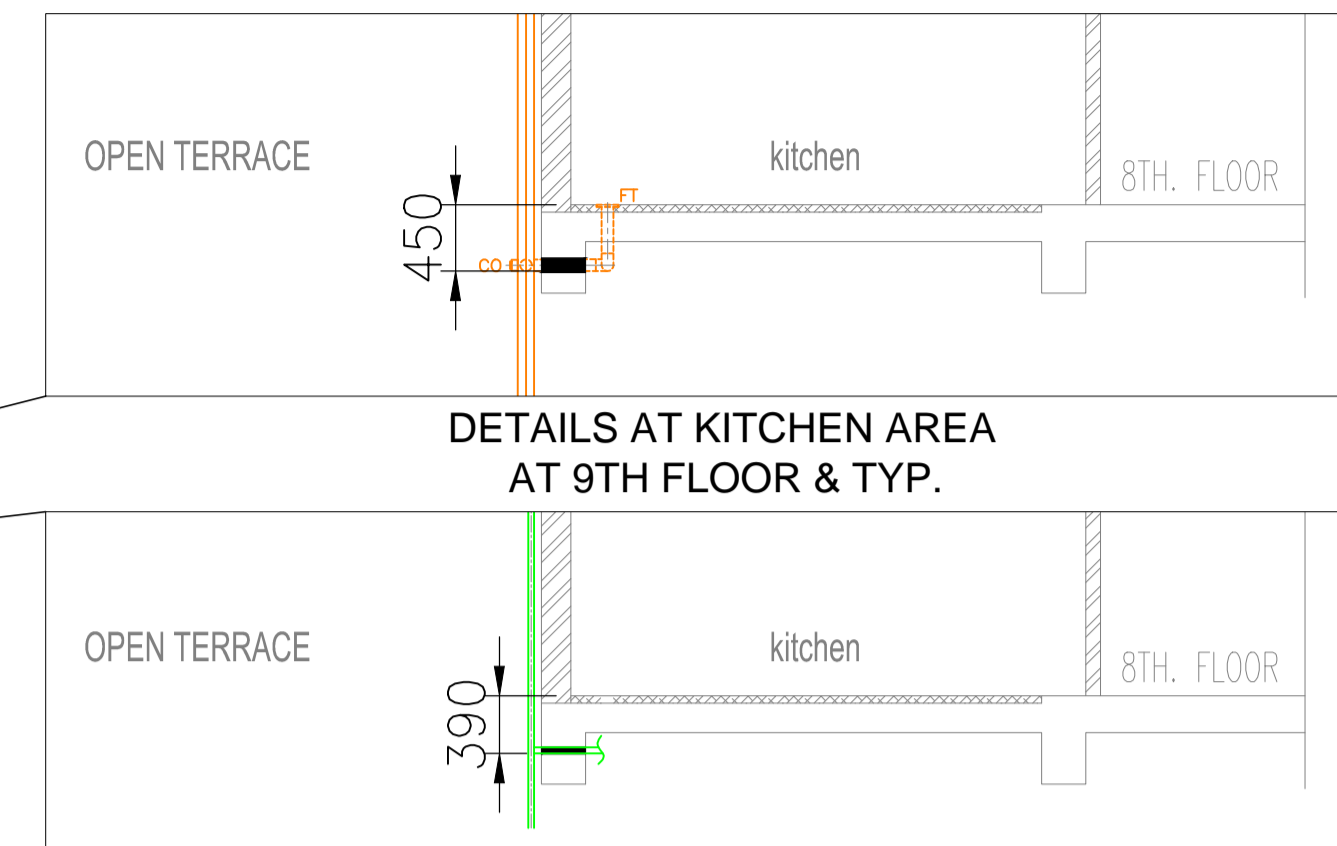 OPEN TERRACE
kitchen
8TH. FLOOR
FT
450
CO
DETAILS AT KITCHEN AREA
AT 9TH FLOOR & TYP.
OPEN TERRACE
kitchen
8TH. FLOOR
390